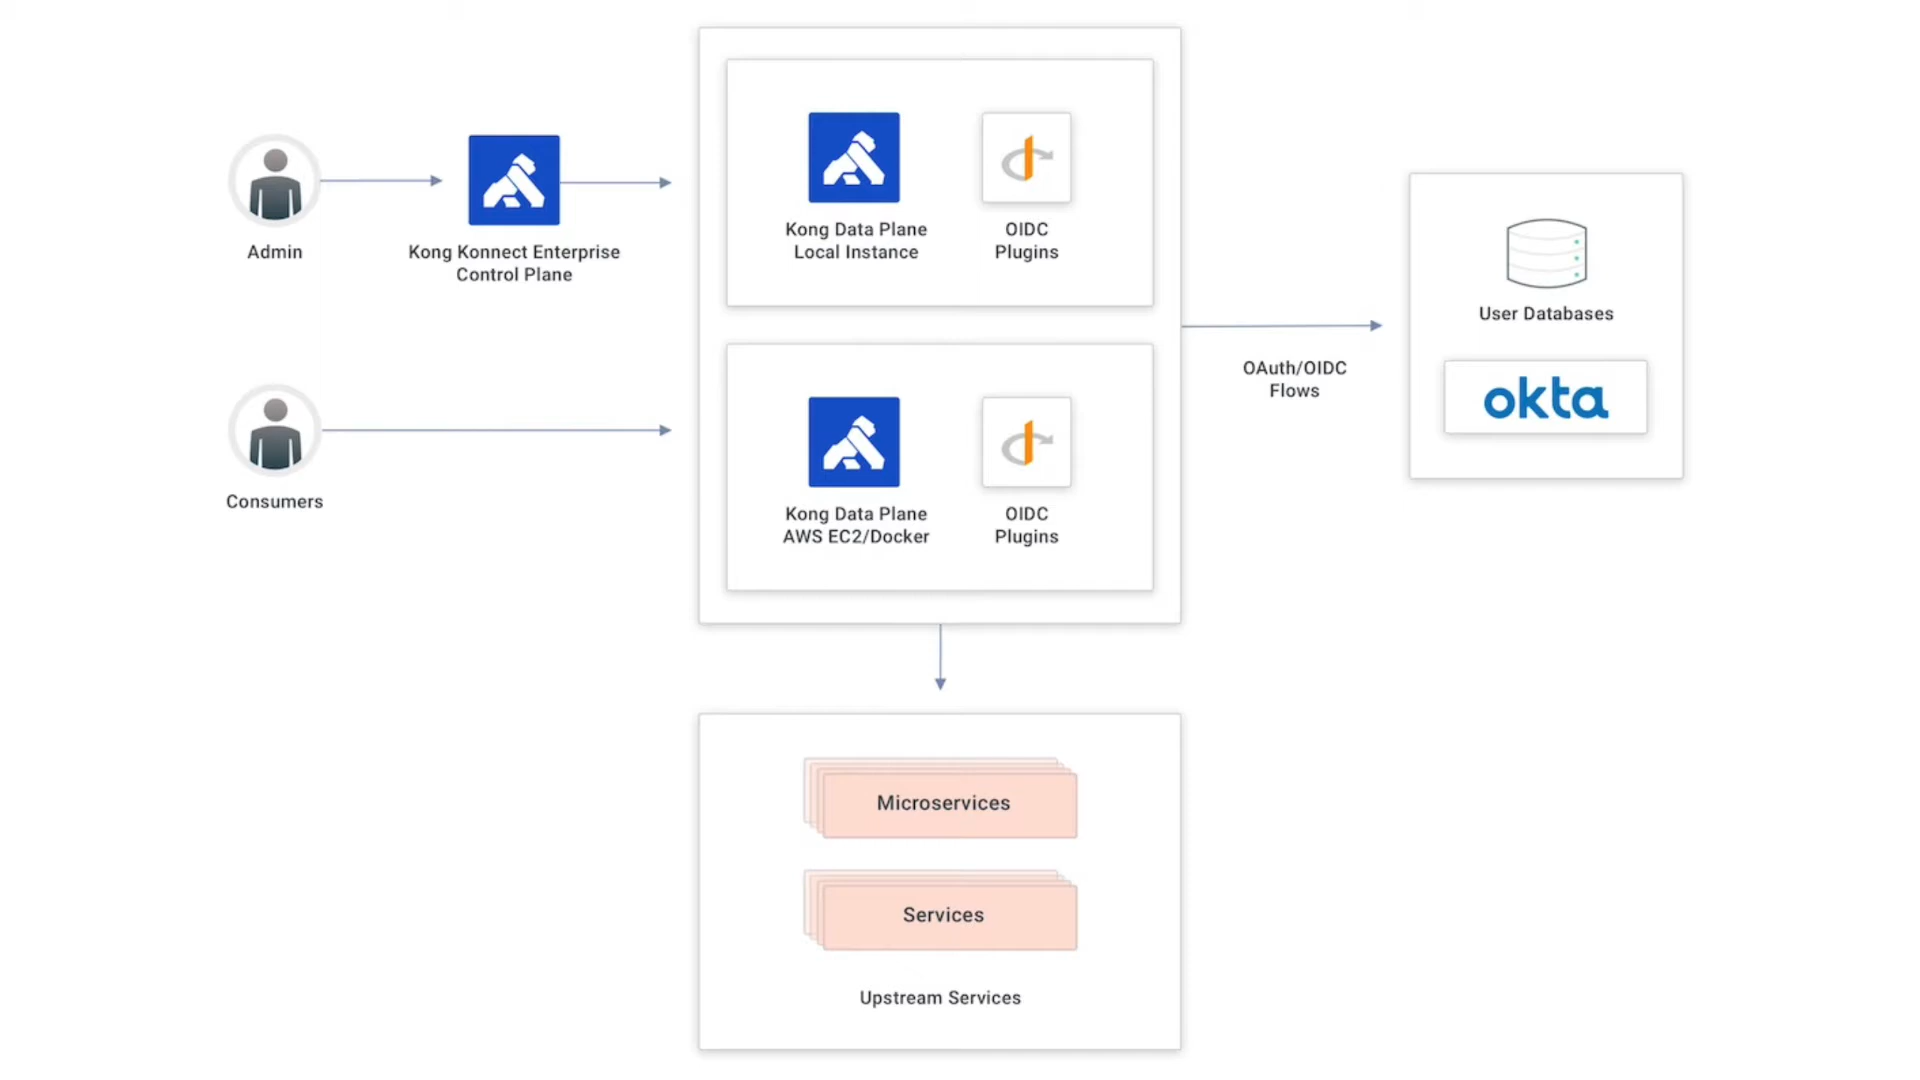 Admin
Kong Konnect Enterprise
Control Plane
Kong Data Plane
Local Instance
OIDC
Plugins
Consumers
Kong Data Plane
AWS EC2/Docker
OIDC
Plugins
OAuth/OIDC
Flows
User Databases
okta
Microservices
Services
Upstream Services